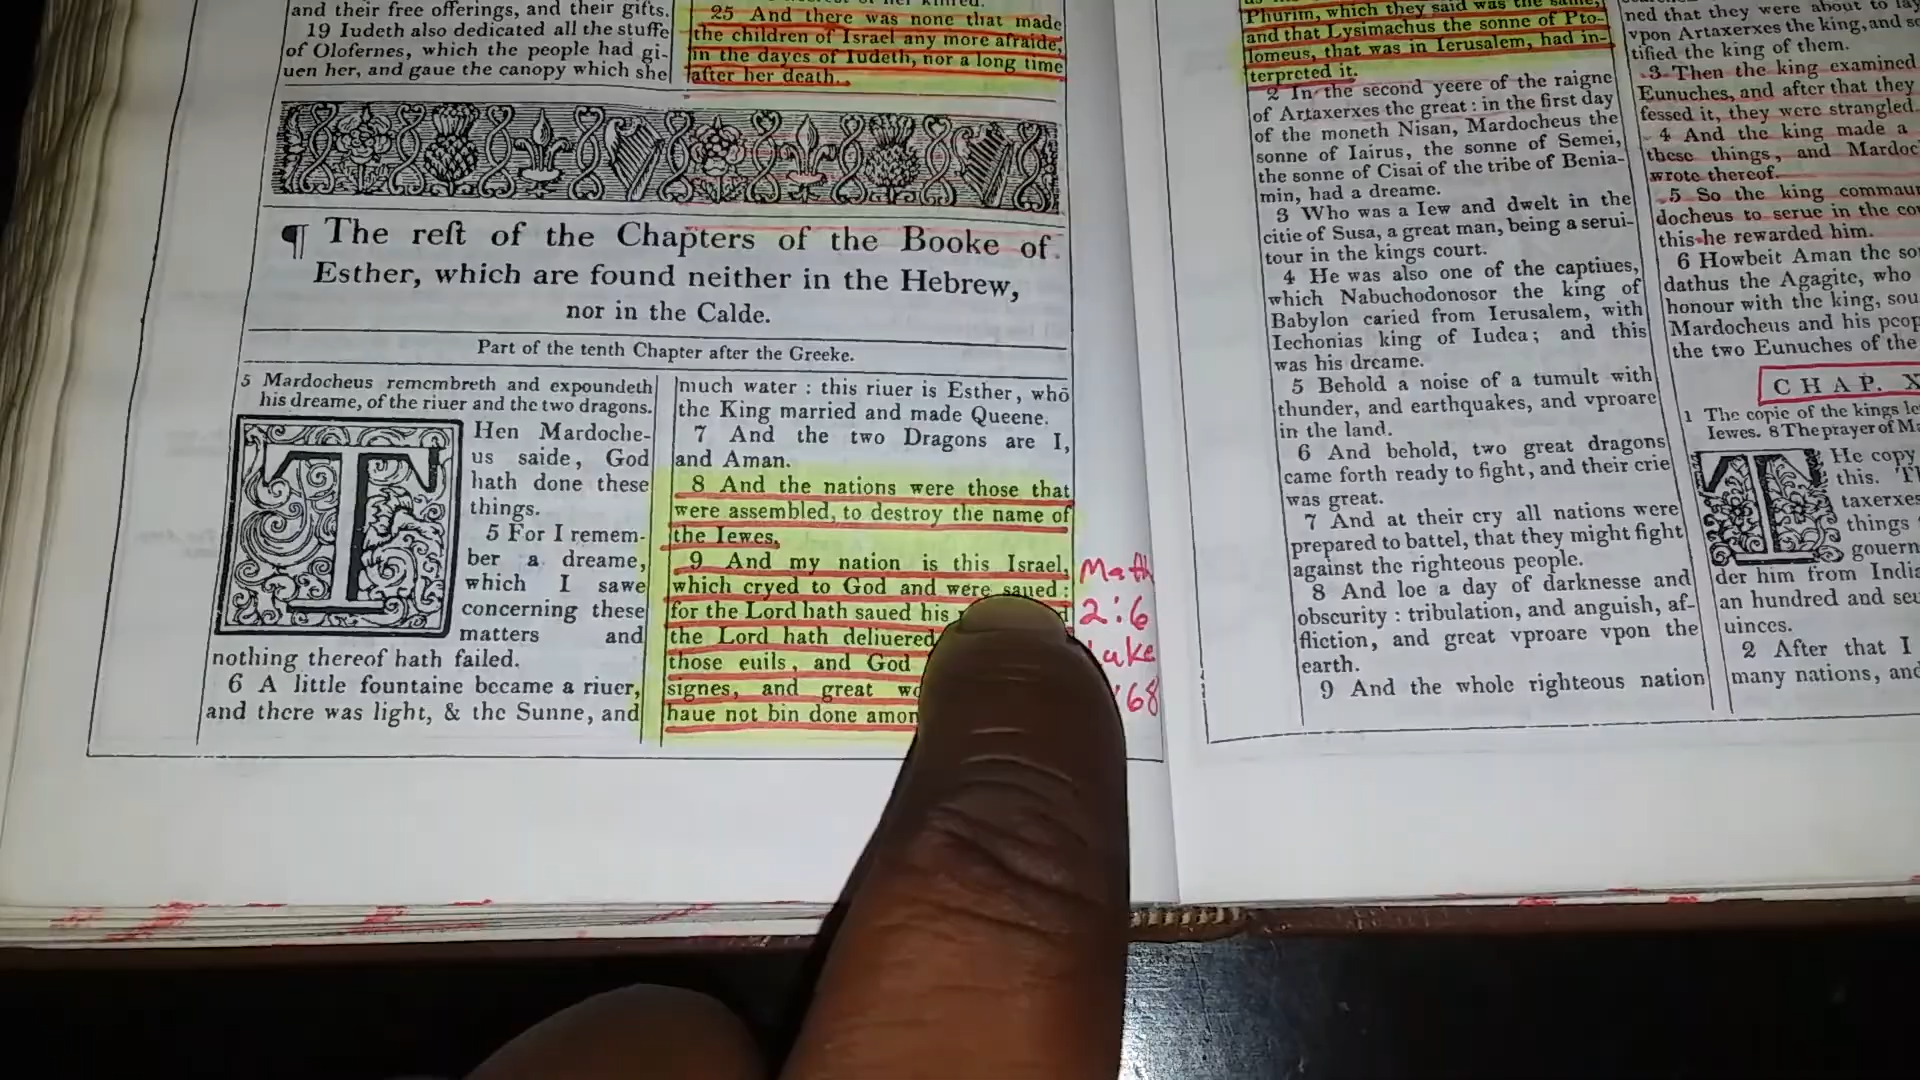 and their free offerings, and their gifts.
19 Iudeth also dedicated all the stuffe
of Olofernes, which the people had gi-
uen her, and gaue the canopy which she
25 And there was none that made
the children of Israel any more afraide,
in the dayes of Iudeth, nor a long time
after her death.
¶ The reſt of the Chapters of the Booke of
Esther, which are found neither in the Hebrew,
nor in the Calde.
Part of the tenth Chapter after the Greeke.
5 Mardocheus remembreth and expoundeth
his dreame, of the riuer and the two dragons.
THen Mardoche-
us saide, God
hath done these
things.
5 For I remem-
ber a dreame,
which I sawe
concerning these
matters and
nothing thereof hath failed.
6 A little fountaine became a riuer,
and there was light, & the Sunne, and
much water : this riuer is Esther, whō
the King married and made Queene.
7 And the two Dragons are I,
and Aman.
8 And the nations were those that
were assembled, to destroy the name of
the Iewes.
9 And my nation is this Israel,
which cryed to God and were saued :
for the Lord hath saued his
the Lord hath deliuered
those euils, and God
signes, and great
haue not bin done
Math
2:6
68
Phurim, which they said was the same,
and that Lysimachus the sonne of Pto-
lomeus, that was in Ierusalem, had in-
terpreted it.
2 In the second yeere of the raigne
of Artaxerxes the great : in the first day
of the moneth Nisan, Mardocheus the
sonne of Iairus, the sonne of Semei,
the sonne of Cisai of the tribe of Benia-
min, had a dreame.
3 Who was a Iew and dwelt in the
citie of Susa, a great man, being a serui-
tour in the kings court.
4 He was also one of the captiues,
which Nabuchodonosor the king of
Babylon caried from Ierusalem, with
Iechonias king of Iudea ; and this
was his dreame.
5 Behold a noise of a tumult with
thunder, and earthquakes, and vproare
in the land.
6 And behold, two great dragons
came forth ready to fight, and their crie
was great.
7 And at their cry all nations were
prepared to battel, that they might fight
against the righteous people.
8 And loe a day of darknesse and
obscurity : tribulation, and anguish, af-
fliction, and great vproare vpon the
earth.
9 And the whole righteous nation
ned that they were about to lay
vpon Artaxerxes the king, and
tified the king of them.
3 Then the king examined
Eunuches, and after that they
fessed it, they were strangled.
4 And the king made a
these things, and
wrote thereof.
5 So the king
docheus to serue in the
this he rewarded him.
6 Howbeit Aman the
dathus the Agagite, who
honour with the king,
Mardocheus and his
the two Eunuches of the
CHAP. X
1 The copie of the kings
Iewes. 8 The prayer of
THe copy
this.
taxerxes
things
gouern
der him from India
an hundred and
uinces.
2 After that I
many nations, and